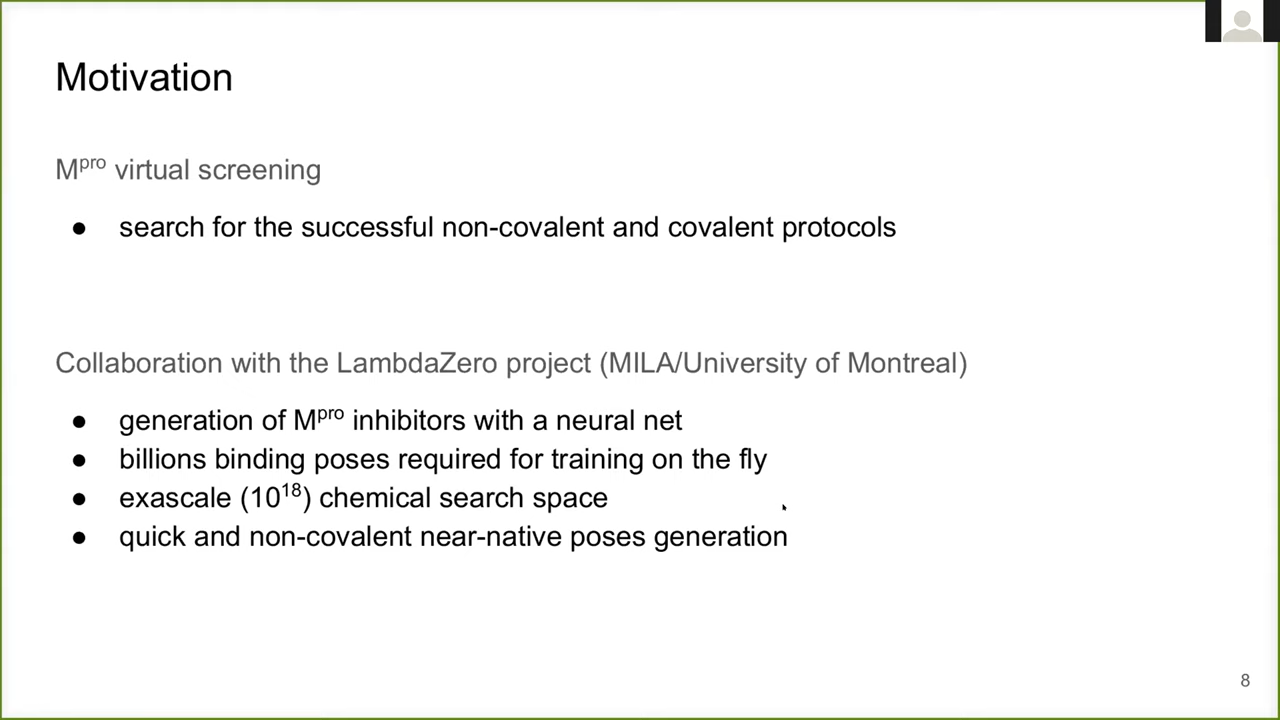 Motivation
Mᵖʳᵒ virtual screening
● search for the successful non-covalent and covalent protocols
Collaboration with the LambdaZero project (MILA/University of Montreal)
● generation of Mᵖʳᵒ inhibitors with a neural net
● billions binding poses required for training on the fly
● exascale (10¹⁸) chemical search space
● quick and non-covalent near-native poses generation
8